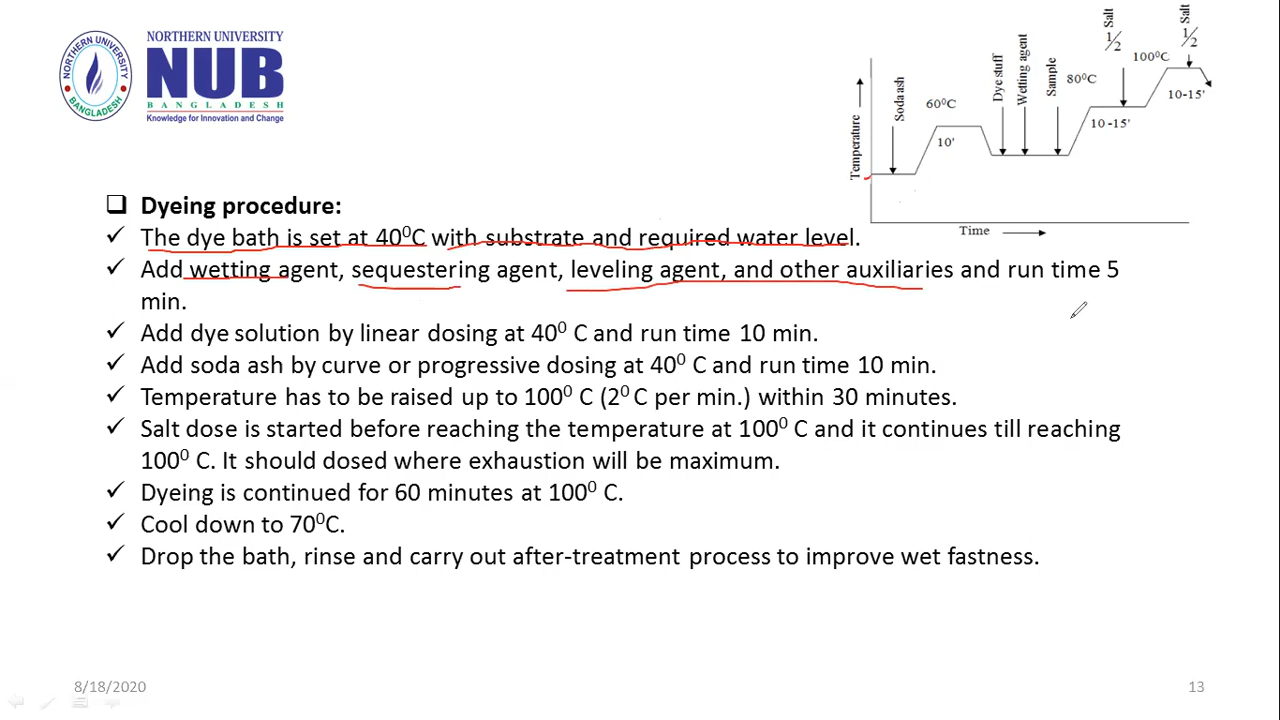 NORTHERN UNIVERSITY
BANGLADESH
NORTHERN UNIVERSITY
NUB
BANGLADESH
Knowledge for Innovation and Change
Temperature
Soda ash
60⁰C
10'
Dye stuff
Wetting agent
Sample
80⁰C
10 -15'
Salt
1/2
100⁰C
Salt
1/2
10-15'
Time
Dyeing procedure:
✓ The dye bath is set at 40⁰C with substrate and required water level.
✓ Add wetting agent, sequestering agent, leveling agent, and other auxiliaries and run time 5
min.
✓ Add dye solution by linear dosing at 40⁰ C and run time 10 min.
✓ Add soda ash by curve or progressive dosing at 40⁰ C and run time 10 min.
✓ Temperature has to be raised up to 100⁰ C (2⁰ C per min.) within 30 minutes.
✓ Salt dose is started before reaching the temperature at 100⁰ C and it continues till reaching
100⁰ C. It should dosed where exhaustion will be maximum.
✓ Dyeing is continued for 60 minutes at 100⁰ C.
✓ Cool down to 70⁰C.
✓ Drop the bath, rinse and carry out after-treatment process to improve wet fastness.
8/18/2020
13